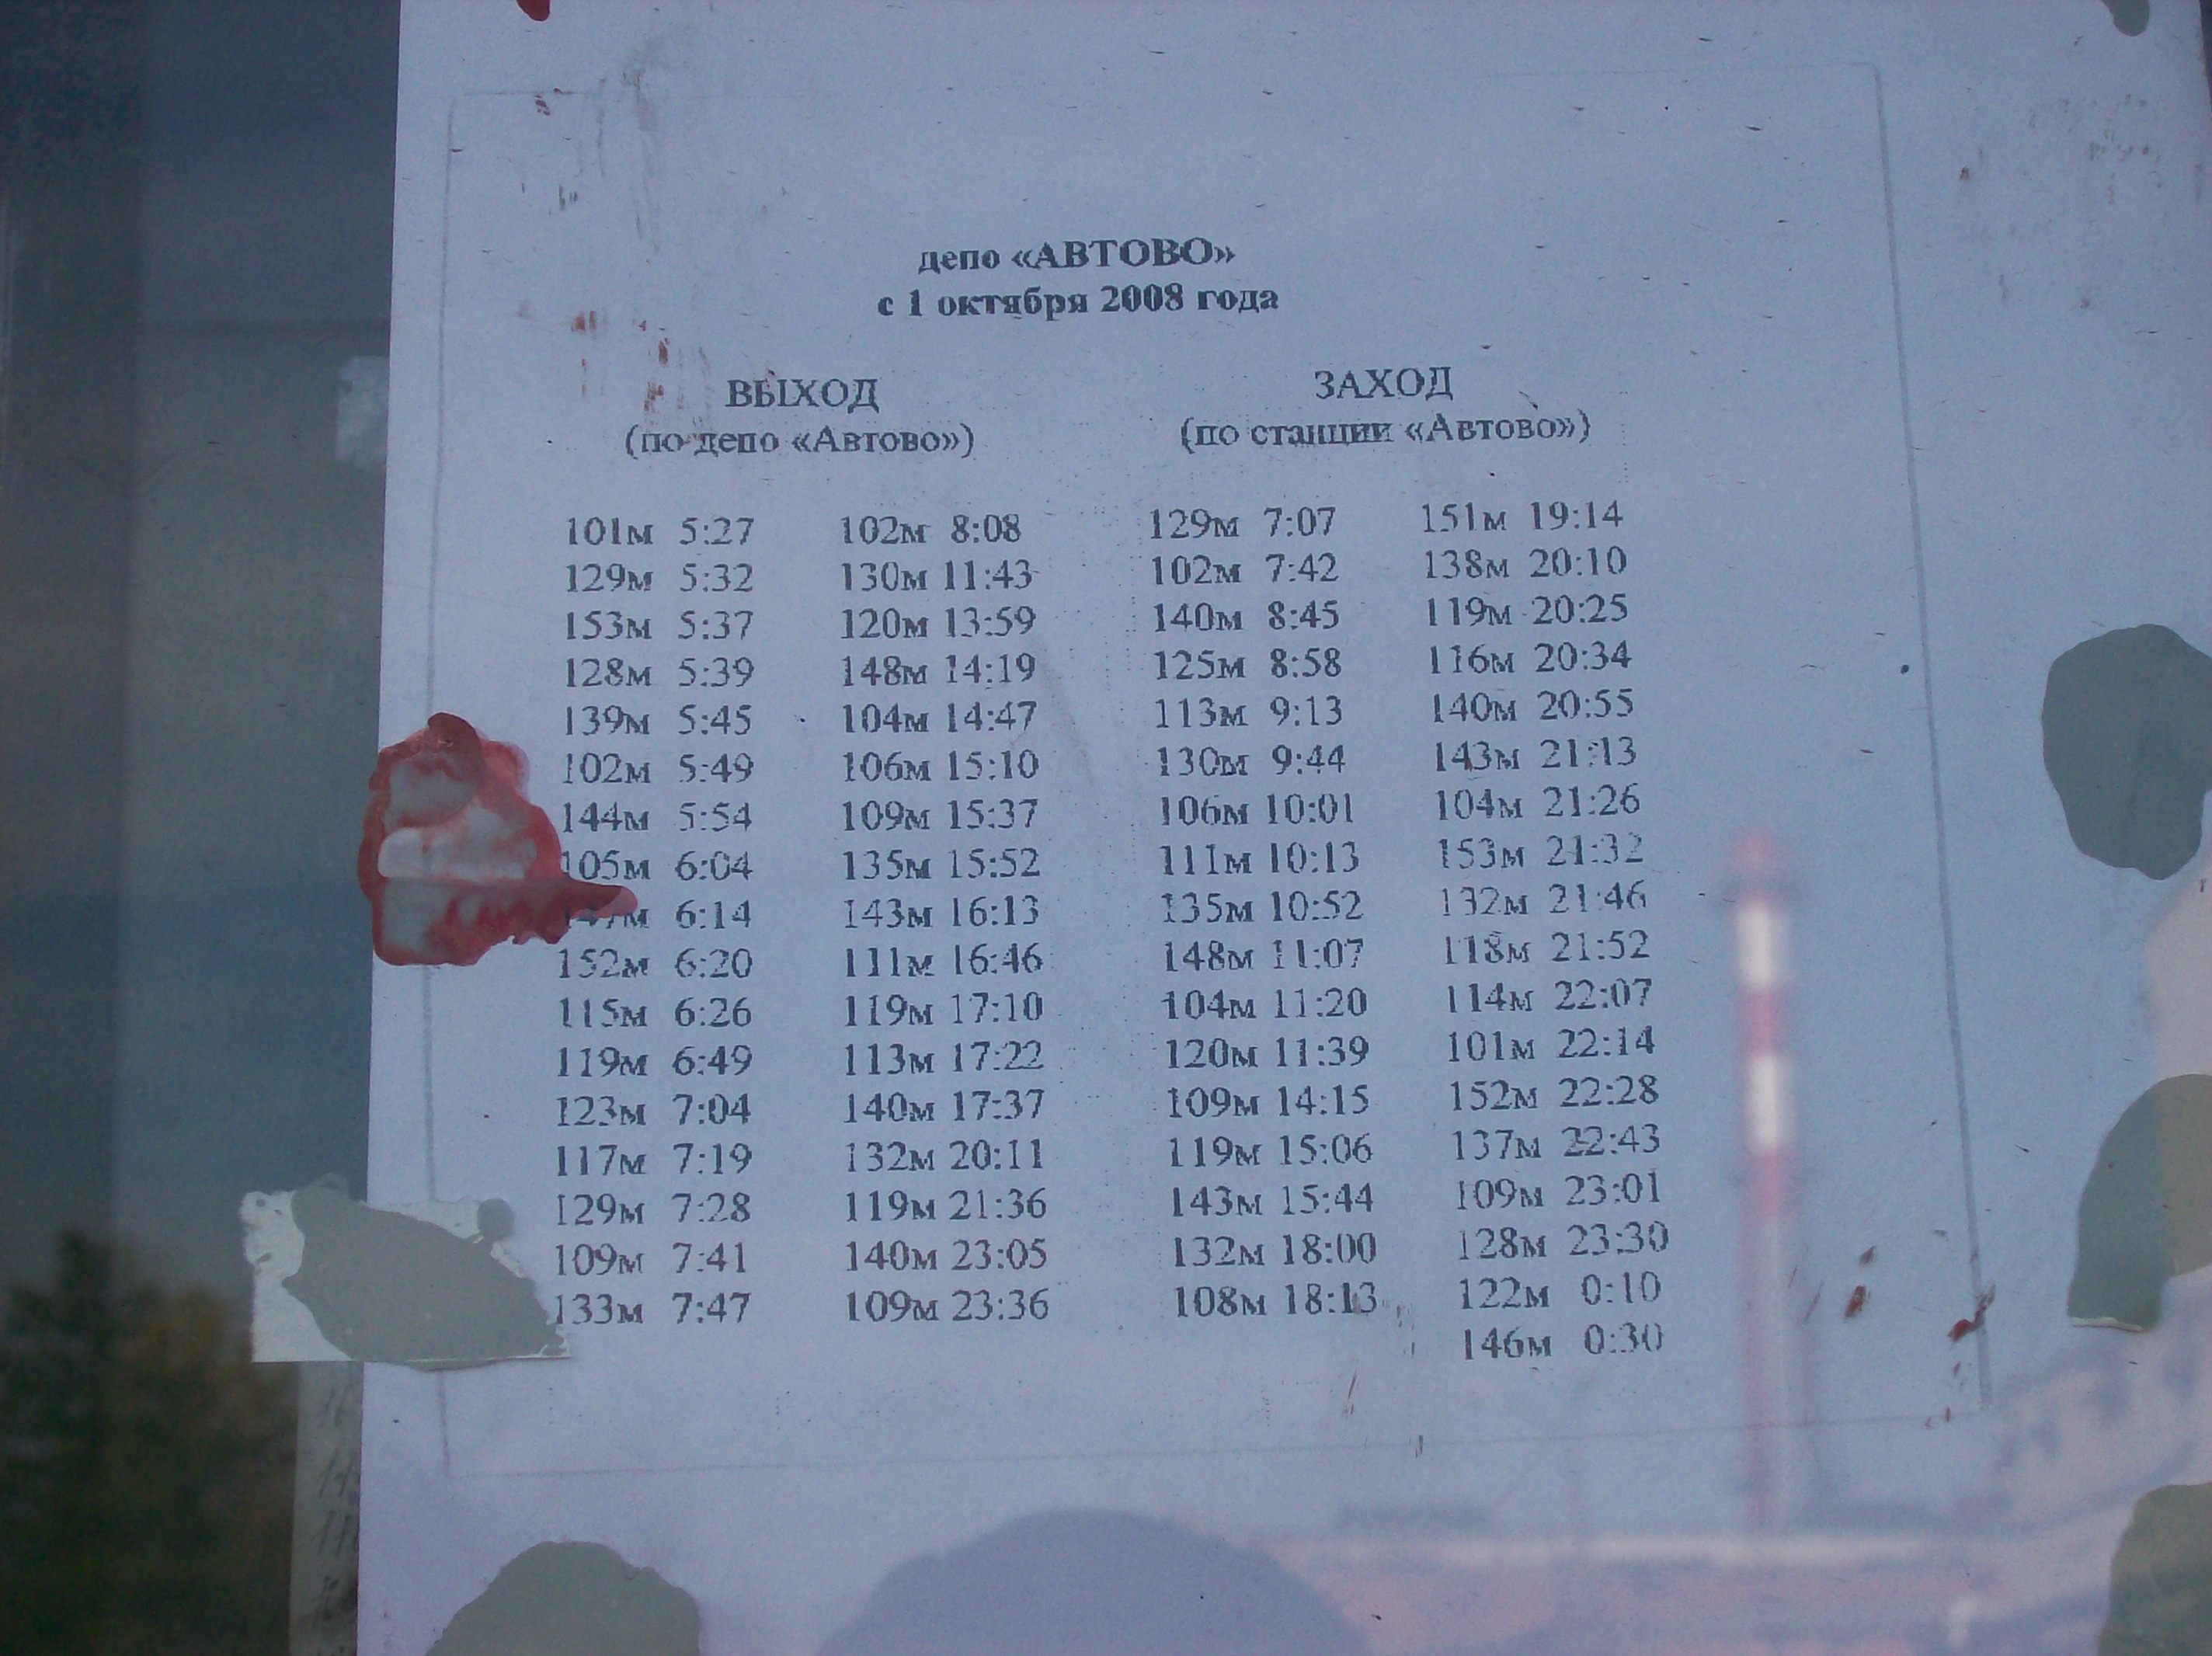 депо «АВТОВО»
с 1 октября 2008 года
ВЫХОД
(по депо «Автово»)
101м 5:27 102м 8:08
129м 5:32 130м 11:43
153м 5:37 120м 13:59
128м 5:39 148м 14:19
139м 5:45 104м 14:47
102м 5:49 106м 15:10
144м 5:54 109м 15:37
105м 6:04 135м 15:52
6:14 143м 16:13
152м 6:20 111м 16:46
115м 6:26 119м 17:10
119м 6:49 113м 17:22
123м 7:04 140м 17:37
117м 7:19 132м 20:11
129м 7:28 119м 21:36
109м 7:41 140м 23:05
133м 7:47 109м 23:36
ЗАХОД
(по станции «Автово»)
129м 7:07 151м 19:14
102м 7:42 138м 20:10
140м 8:45 119м 20:25
125м 8:58 116м 20:34
113м 9:13 140м 20:55
130м 9:44 143м 21:13
106м 10:01 104м 21:26
111м 10:13 153м 21:32
135м 10:52 132м 21:46
148м 11:07 118м 21:52
104м 11:20 114м 22:07
120м 11:39 101м 22:14
109м 14:15 152м 22:28
119м 15:06 137м 22:43
143м 15:44 109м 23:01
132м 18:00 128м 23:30
108м 18:13 122м 0:10
146м 0:30